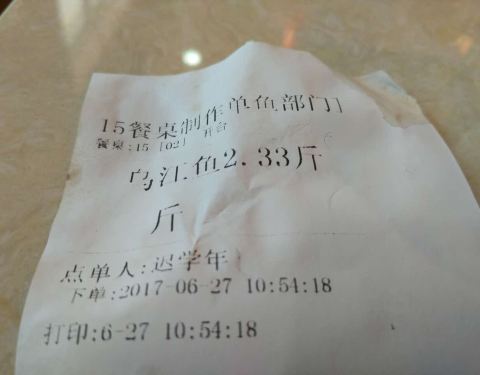 15餐桌制作单鱼部门]
餐桌:15 [02] 开台
乌江鱼2.33斤
斤
点单人:迟学年
下单:2017-06-27 10:54:18
打印:6-27 10:54:18